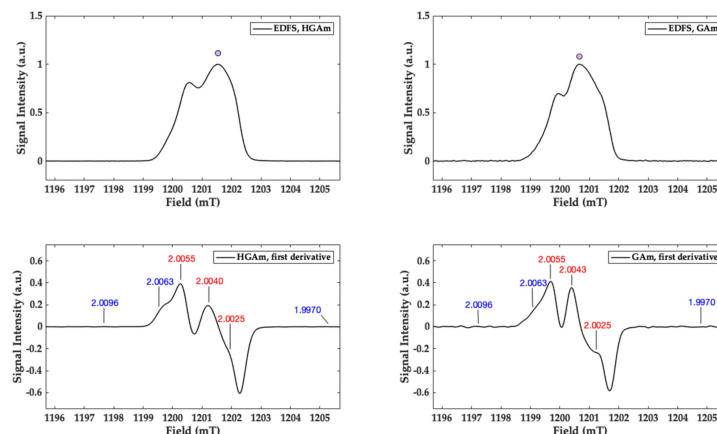 EDFS, HGAm
Signal Intensity (a.u.)
1.5
1
0.5
0
1196 1197 1198 1199 1200 1201 1202 1203 1204 1205
Field (mT)
EDFS, GAm
Signal Intensity (a.u.)
1.5
1
0.5
0
1196 1197 1198 1199 1200 1201 1202 1203 1204 1205
Field (mT)
HGAm, first derivative
Signal Intensity (a.u.)
0.6
0.4
0.2
0
-0.2
-0.4
-0.6
2.0096
2.0063
2.0055
2.0040
2.0025
1.9970
1196 1197 1198 1199 1200 1201 1202 1203 1204 1205
Field (mT)
GAm, first derivative
Signal Intensity (a.u.)
0.6
0.4
0.2
0
-0.2
-0.4
-0.6
2.0096
2.0063
2.0055
2.0043
2.0025
1.9970
1196 1197 1198 1199 1200 1201 1202 1203 1204 1205
Field (mT)